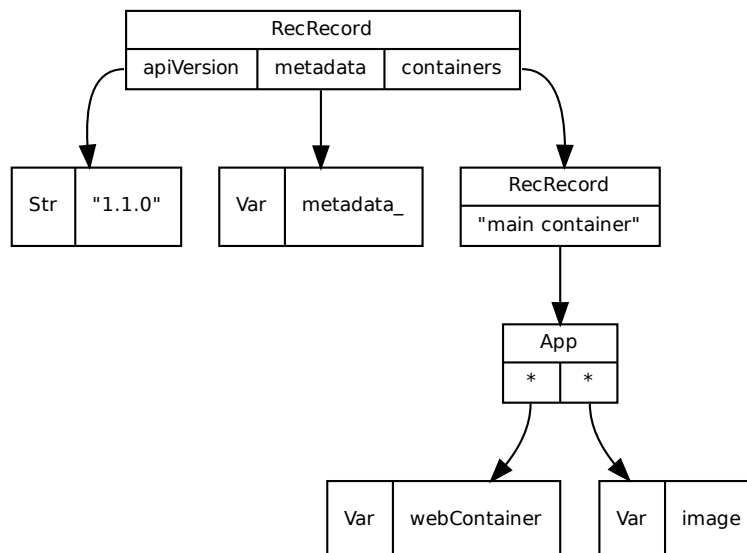 RecRecord
apiVersion metadata containers
Str "1.1.0" Var metadata_
RecRecord
"main container"
App
* *
Var webContainer Var image